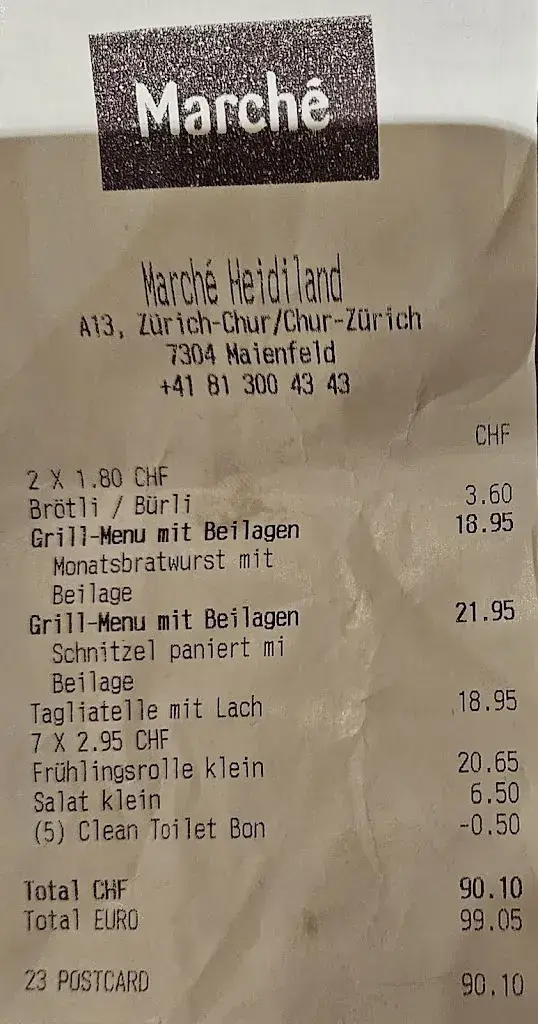 Marché
Marché Heidiland
A13, Zürich-Chur/Chur-Zürich
7304 Maienfeld
+41 81 300 43 43
CHF
2 X 1.80 CHF
Brötli / Bürli 3.60
Grill-Menu mit Beilagen 18.95
Monatsbratwurst mit
Beilage
Grill-Menu mit Beilagen 21.95
Schnitzel paniert mi
Beilage
Tagliatelle mit Lach 18.95
7 X 2.95 CHF
Frühlingsrolle klein 20.65
Salat klein 6.50
(5) Clean Toilet Bon -0.50
Total CHF 90.10
Total EURO 99.05
23 POSTCARD 90.10